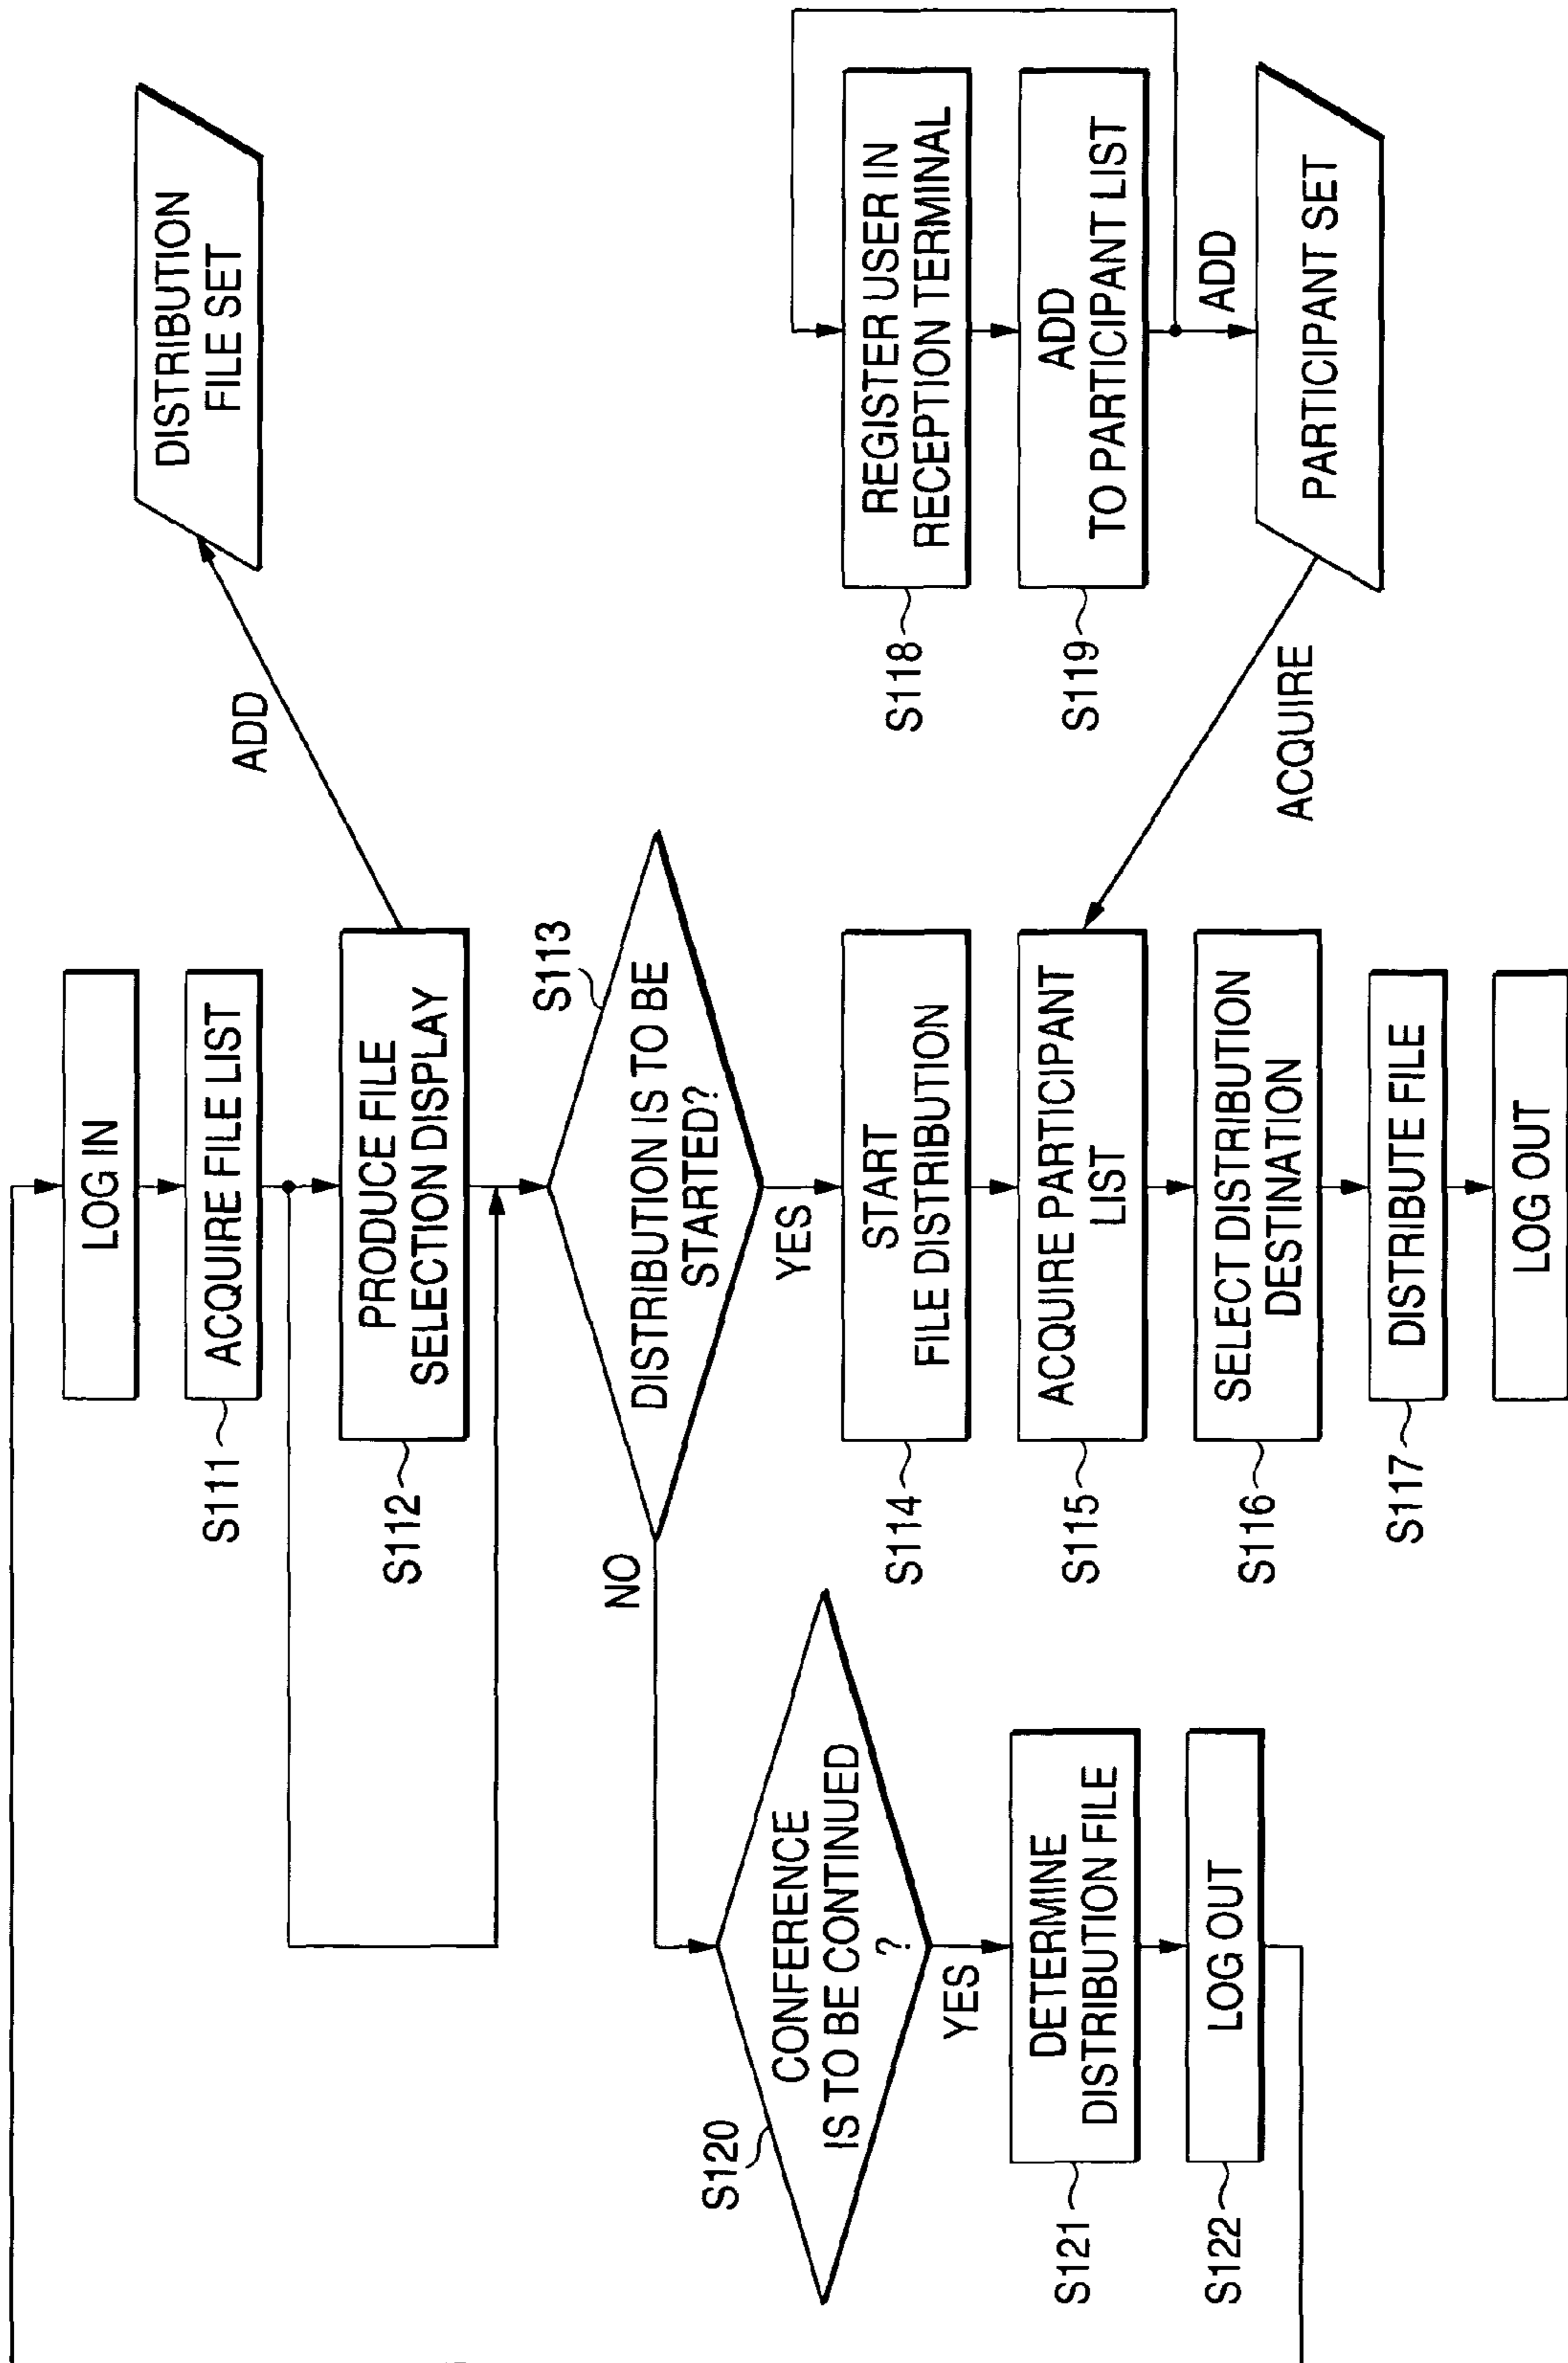 LOG IN
S111
ACQUIRE FILE LIST
S112
PRODUCE FILE
SELECTION DISPLAY
ADD
DISTRIBUTION
FILE SET
S113
DISTRIBUTION IS TO BE
STARTED?
NO
YES
S114
START
FILE DISTRIBUTION
S115
ACQUIRE PARTICIPANT
LIST
S116
SELECT DISTRIBUTION
DESTINATION
S117
DISTRIBUTE FILE
LOG OUT
S118
REGISTER USER IN
RECEPTION TERMINAL
S119
ADD
TO PARTICIPANT LIST
ADD
PARTICIPANT SET
ACQUIRE
S120
CONFERENCE
IS TO BE CONTINUED
?
YES
S121
DETERMINE
DISTRIBUTION FILE
S122
LOG OUT